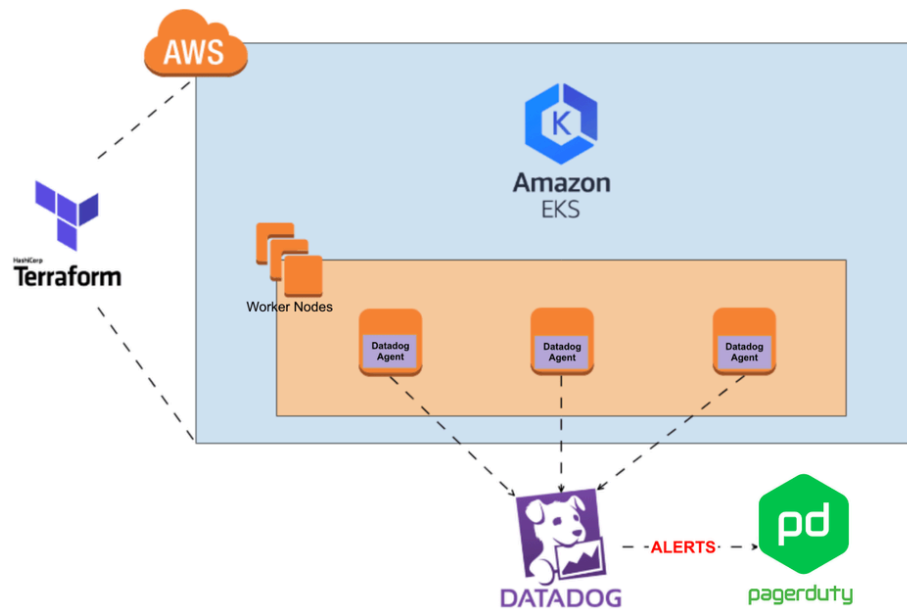 AWS
K
Amazon
EKS
HashiCorp
Terraform
Worker Nodes
Datadog
Agent
Datadog
Agent
Datadog
Agent
ALERTS
pd
DATADOG
pagerduty